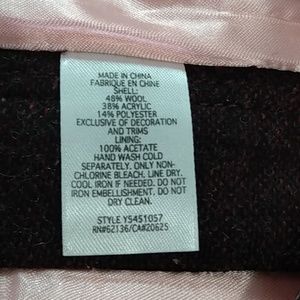 MADE IN CHINA
FABRIQUE EN CHINE
SHELL:
48% WOOL
38% ACRYLIC
14% POLYESTER
EXCLUSIVE OF DECORATION
AND TRIMS
LINING:
100% ACETATE
HAND WASH COLD
SEPARATELY. ONLY NON-
CHLORINE BLEACH. LINE DRY.
COOL IRON IF NEEDED. DO NOT
IRON EMBELLISHMENT. DO NOT
DRY CLEAN.
STYLE Y5451057
RN#62136/CA#20625